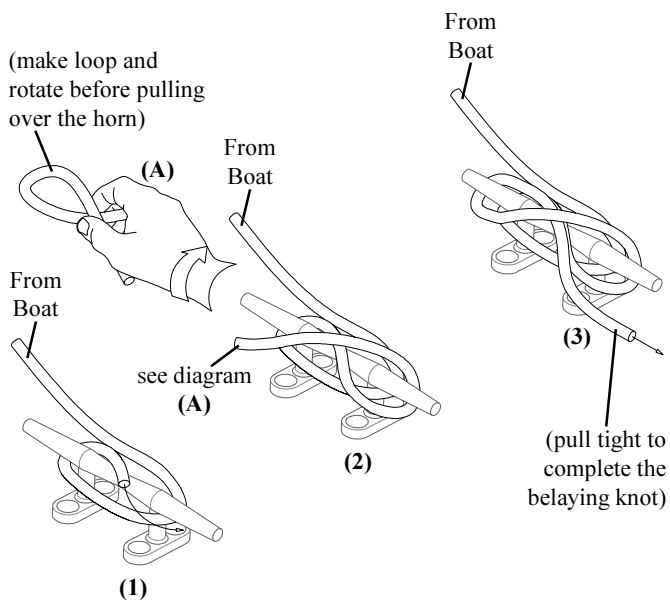 From
Boat
(make loop and
rotate before pulling
over the horn)
(A)
From
Boat
From
Boat
see diagram
(A)
(3)
(pull tight to
complete the
belaying knot)
(2)
(1)